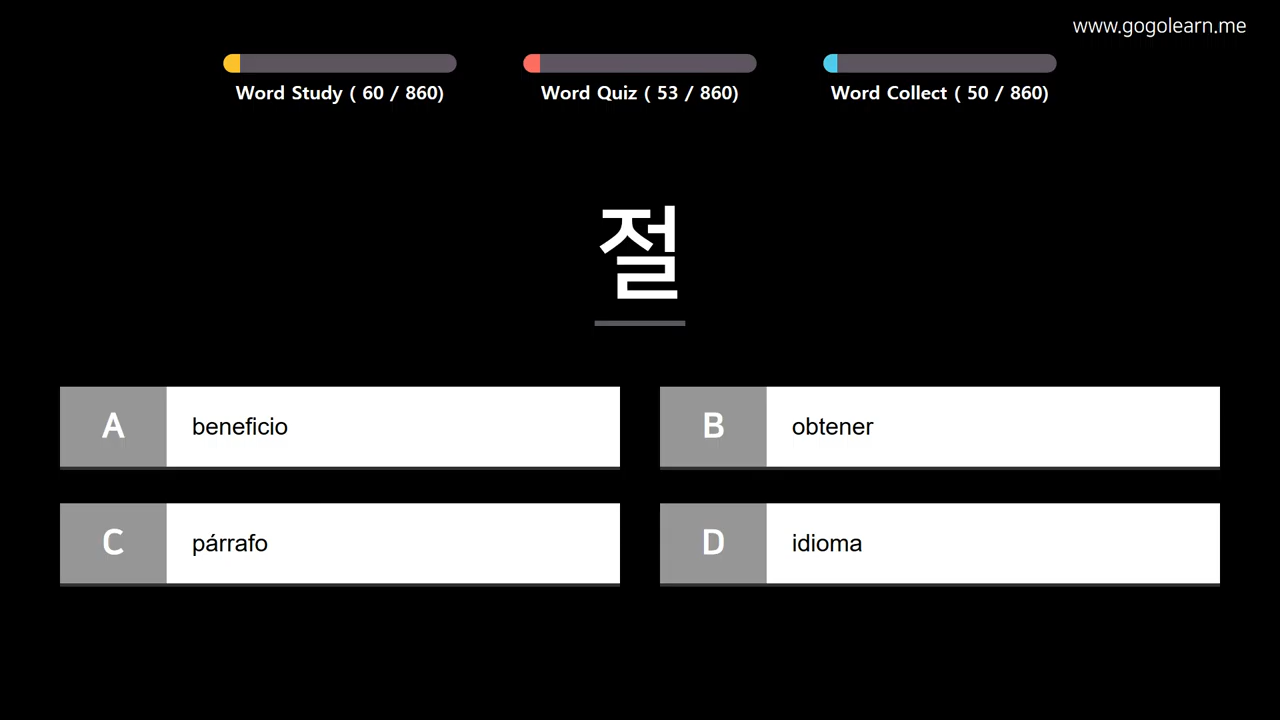 www.gogolearn.me
Word Study ( 60 / 860)
Word Quiz ( 53 / 860)
Word Collect ( 50 / 860)
절
A beneficio
B obtener
C párrafo
D idioma